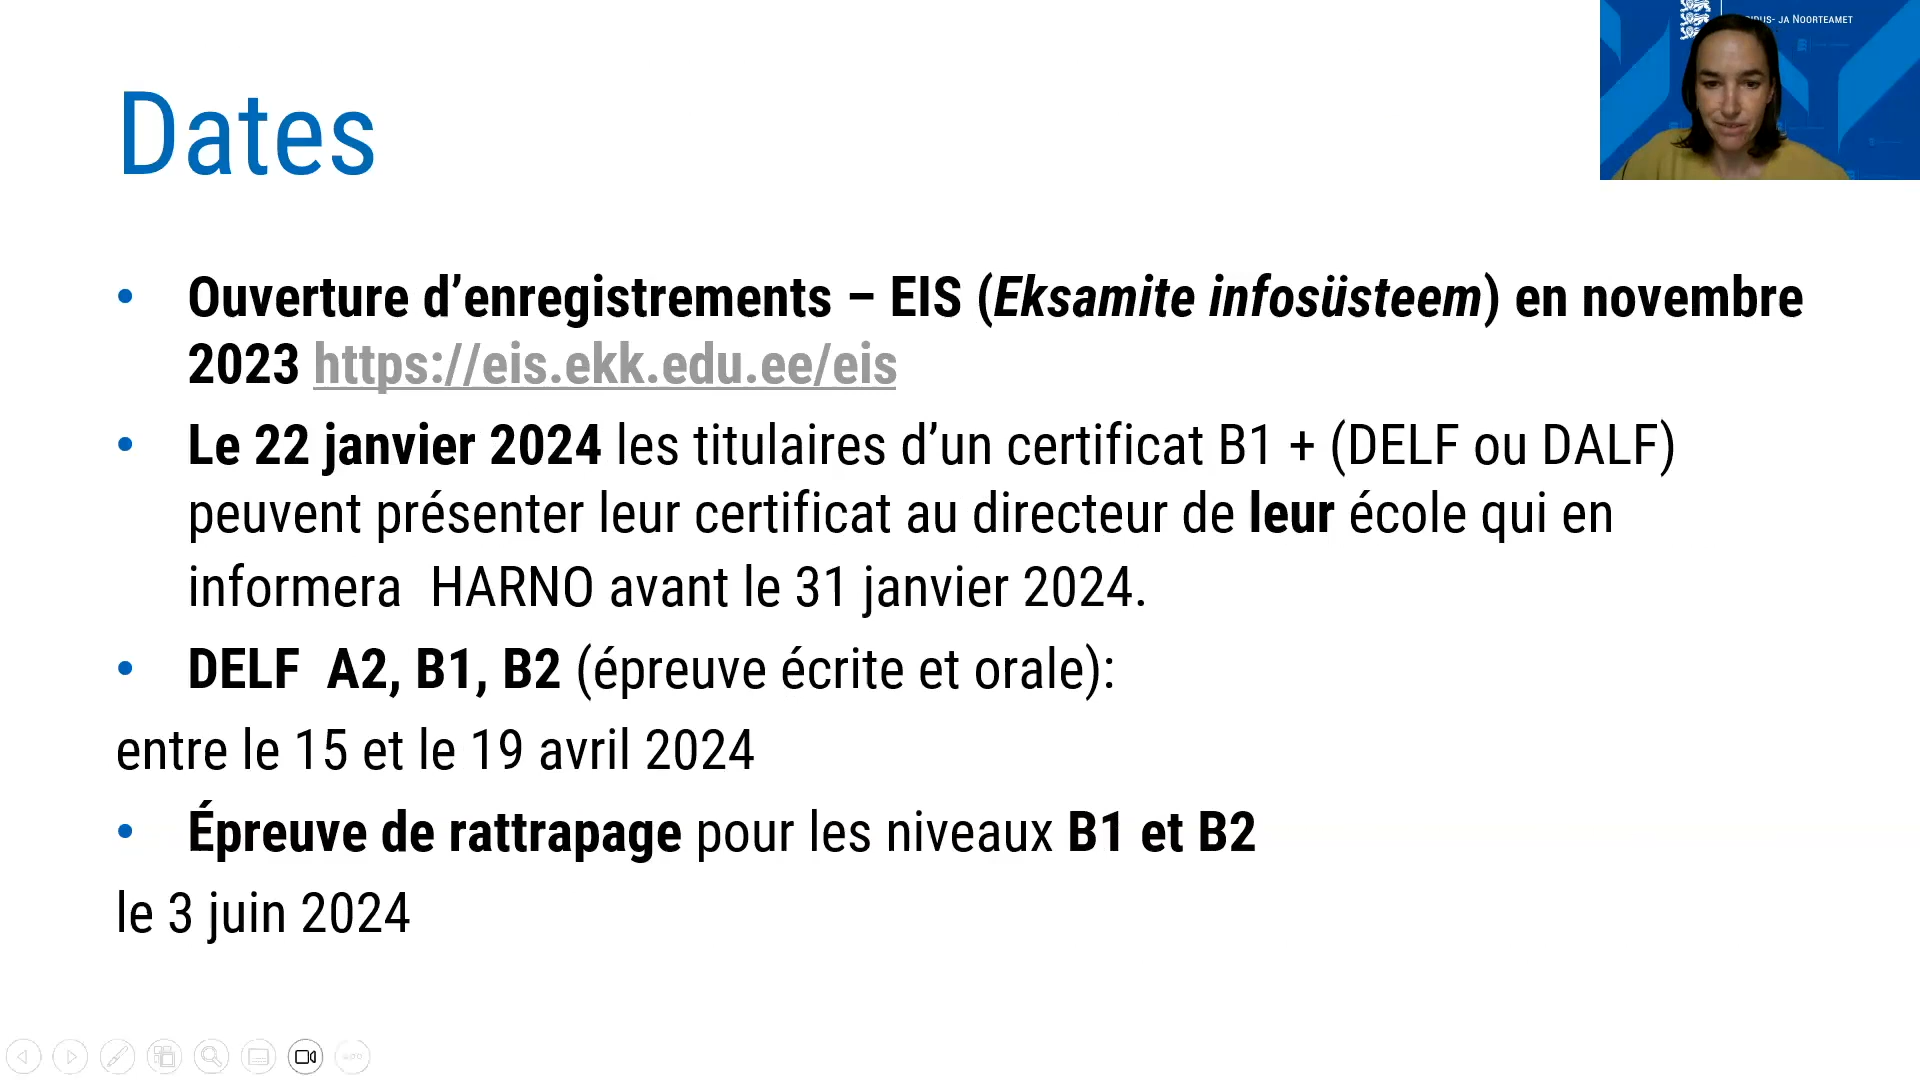 idus- ja Noorteamet
Dates
• Ouverture d’enregistrements – EIS (Eksamite infosüsteem) en novembre
2023 https://eis.ekk.edu.ee/eis
• Le 22 janvier 2024 les titulaires d’un certificat B1 + (DELF ou DALF)
peuvent présenter leur certificat au directeur de leur école qui en
informera  HARNO avant le 31 janvier 2024.
• DELF  A2, B1, B2 (épreuve écrite et orale):
entre le 15 et le 19 avril 2024
• Épreuve de rattrapage pour les niveaux B1 et B2
le 3 juin 2024